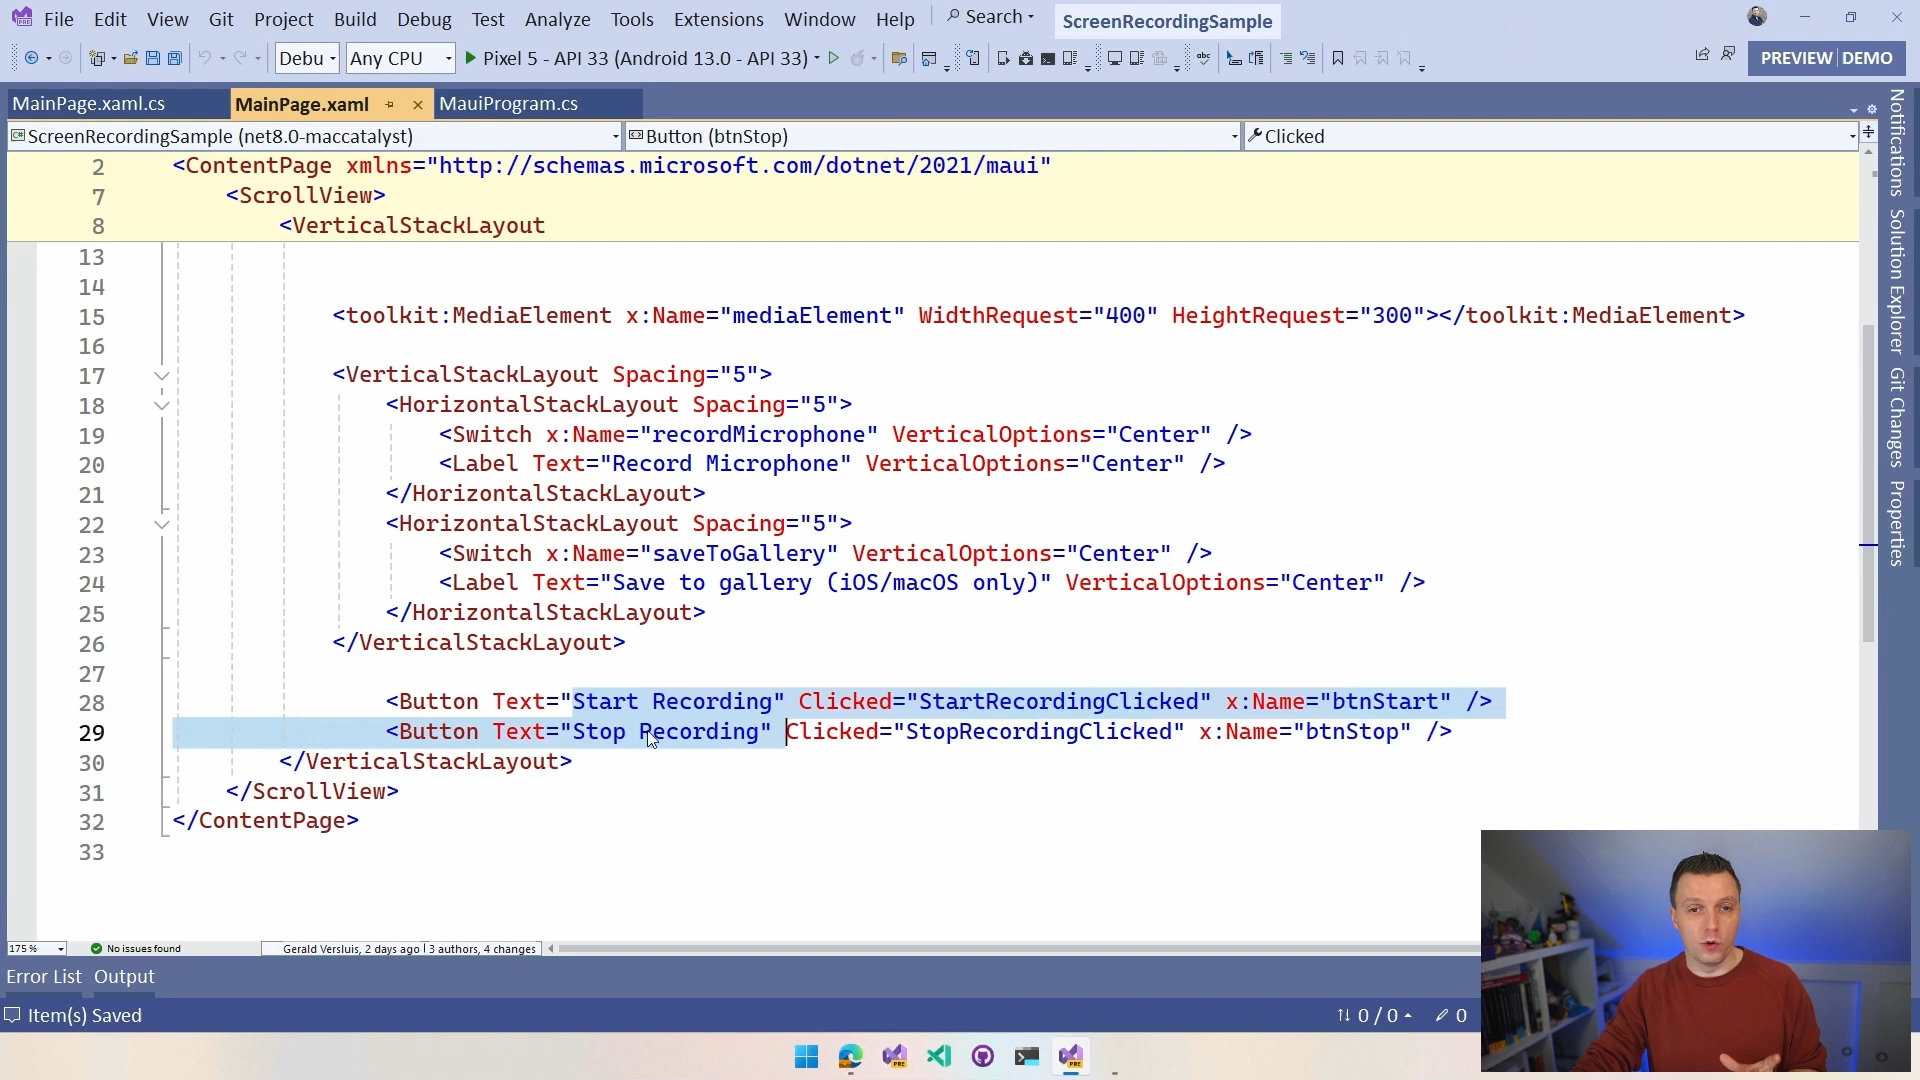 File Edit View Git Project Build Debug Test Analyze Tools Extensions Window Help Search ScreenRecordingSample
Debu Any CPU Pixel 5 - API 33 (Android 13.0 - API 33) PREVIEW DEMO
MainPage.xaml.cs MainPage.xaml MauiProgram.cs
ScreenRecordingSample (net8.0-maccatalyst) Button (btnStop) Clicked
2 <ContentPage xmlns="http://schemas.microsoft.com/dotnet/2021/maui"
7 <ScrollView>
8 <VerticalStackLayout
13
14
15 <toolkit:MediaElement x:Name="mediaElement" WidthRequest="400" HeightRequest="300"></toolkit:MediaElement>
16
17 <VerticalStackLayout Spacing="5">
18 <HorizontalStackLayout Spacing="5">
19 <Switch x:Name="recordMicrophone" VerticalOptions="Center" />
20 <Label Text="Record Microphone" VerticalOptions="Center" />
21 </HorizontalStackLayout>
22 <HorizontalStackLayout Spacing="5">
23 <Switch x:Name="saveToGallery" VerticalOptions="Center" />
24 <Label Text="Save to gallery (iOS/macOS only)" VerticalOptions="Center" />
25 </HorizontalStackLayout>
26 </VerticalStackLayout>
27
28 <Button Text="Start Recording" Clicked="StartRecordingClicked" x:Name="btnStart" />
29 <Button Text="Stop Recording" Clicked="StopRecordingClicked" x:Name="btnStop" />
30 </VerticalStackLayout>
31 </ScrollView>
32 </ContentPage>
33
175 % No issues found Gerald Versluis, 2 days ago | 3 authors, 4 changes
Error List Output
Item(s) Saved 0 / 0 0
Notifications
Solution Explorer
Git Changes
Properties